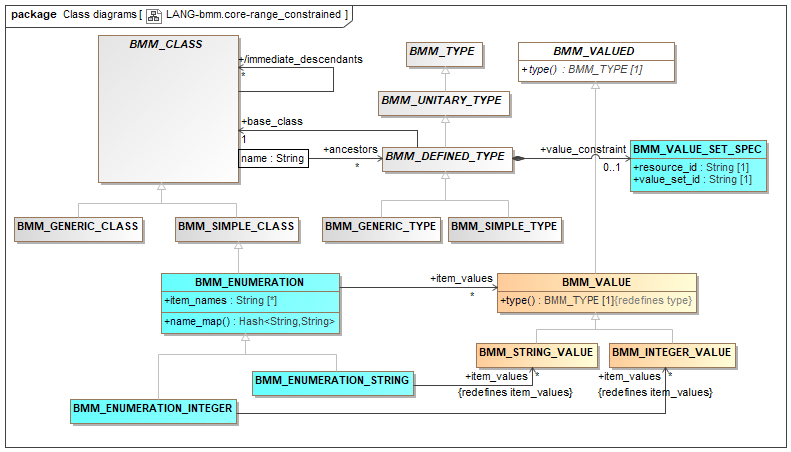 package Class diagrams [ LANG-bmm.core-range_constrained ]
BMM_CLASS
BMM_TYPE
BMM_VALUED
+type() : BMM_TYPE [1]
+/immediate_descendants
*
BMM_UNITARY_TYPE
+base_class
1
name : String
+ancestors
*
BMM_DEFINED_TYPE
+value_constraint
0..1
BMM_VALUE_SET_SPEC
+resource_id : String [1]
+value_set_id : String [1]
BMM_GENERIC_CLASS
BMM_SIMPLE_CLASS
BMM_GENERIC_TYPE
BMM_SIMPLE_TYPE
BMM_ENUMERATION
+item_names : String [*]
+name_map() : Hash<String,String>
+item_values
*
BMM_VALUE
+type() : BMM_TYPE [1]{redefines type}
BMM_STRING_VALUE
BMM_INTEGER_VALUE
BMM_ENUMERATION_STRING
+item_values *
{redefines item_values}
+item_values *
{redefines item_values}
BMM_ENUMERATION_INTEGER